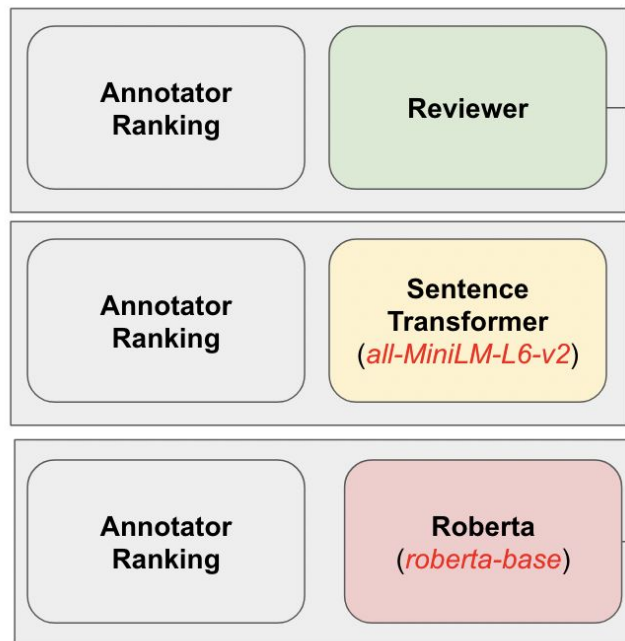 Annotator
Ranking
Reviewer
Annotator
Ranking
Sentence
Transformer
(all-MiniLM-L6-v2)
Annotator
Ranking
Roberta
(roberta-base)